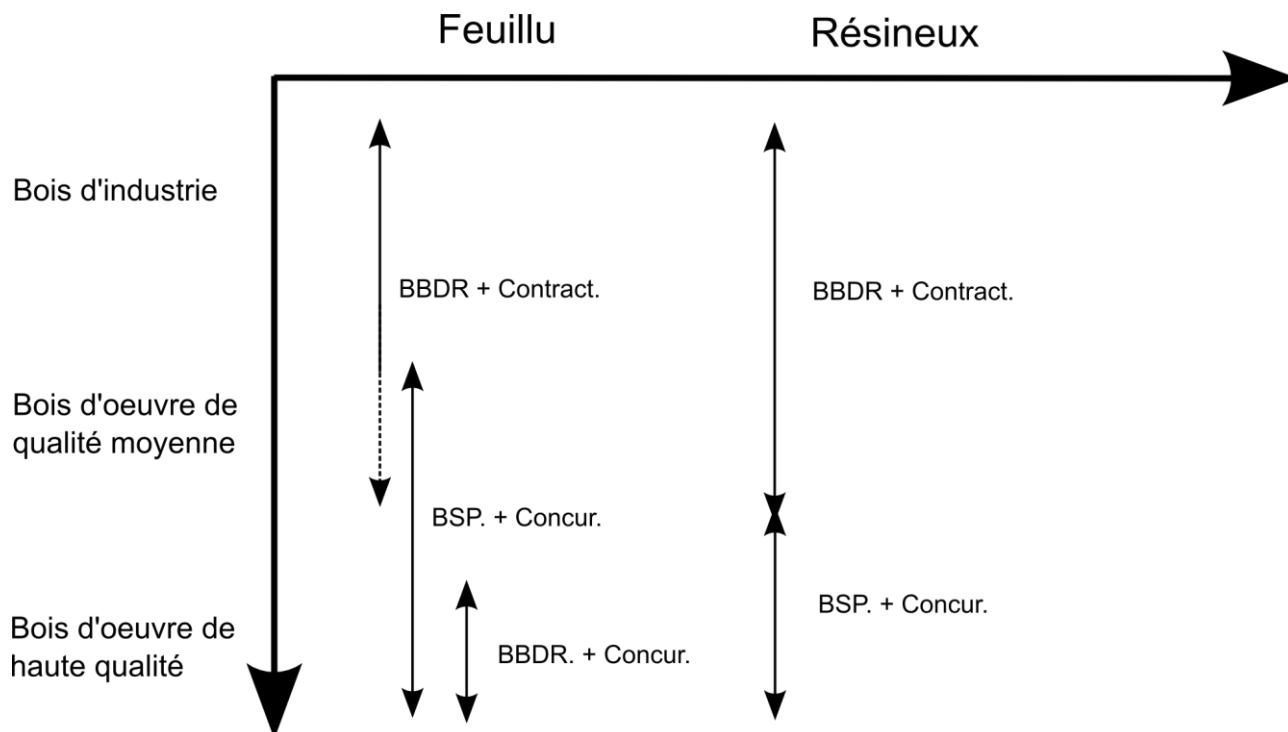 Feuillu
Résineux
Bois d'industrie
BBDR + Contract.
BBDR + Contract.
Bois d'oeuvre de
qualité moyenne
BSP. + Concur.
BSP. + Concur.
Bois d'oeuvre de
haute qualité
BBDR. + Concur.